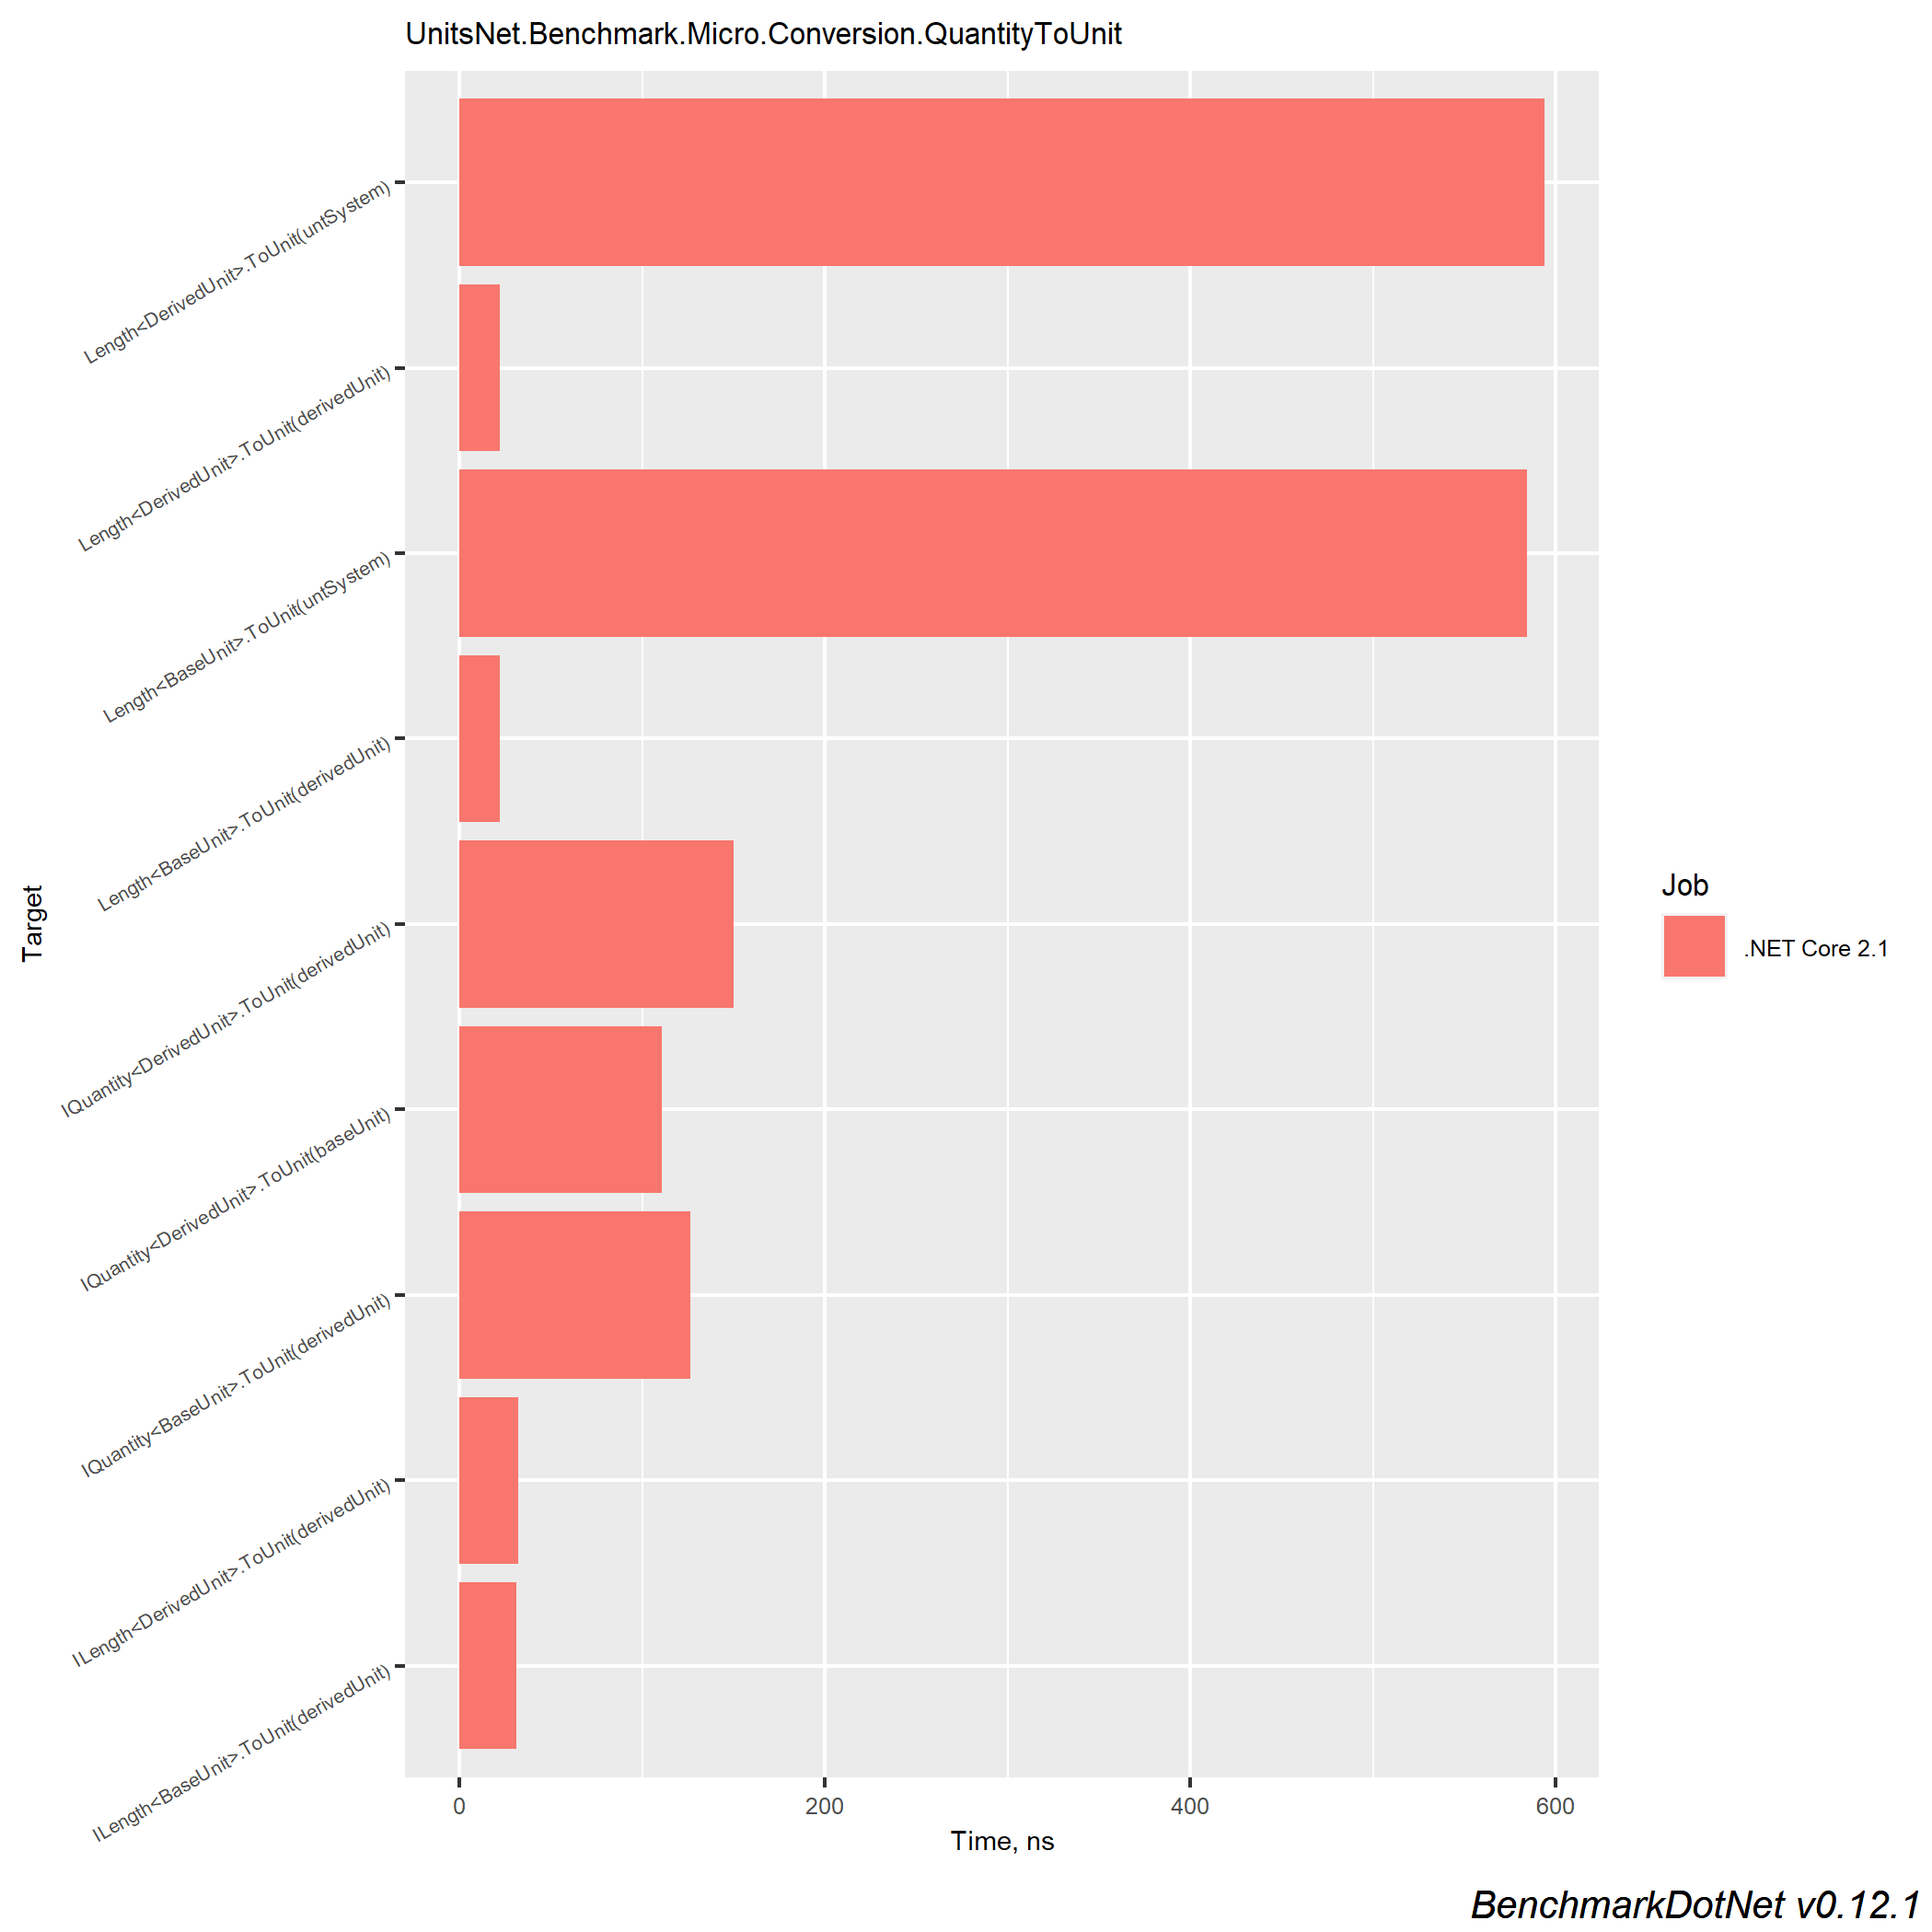 UnitsNet.Benchmark.Micro.Conversion.QuantityToUnit
Length<DerivedUnit>.ToUnit(untSystem)
Length<DerivedUnit>.ToUnit(derivedUnit)
Length<BaseUnit>.ToUnit(untSystem)
Length<BaseUnit>.ToUnit(derivedUnit)
IQuantity<DerivedUnit>.ToUnit(derivedUnit)
IQuantity<DerivedUnit>.ToUnit(baseUnit)
IQuantity<BaseUnit>.ToUnit(derivedUnit)
ILength<DerivedUnit>.ToUnit(derivedUnit)
ILength<BaseUnit>.ToUnit(derivedUnit)
Target
0 200 400 600
Time, ns
Job
.NET Core 2.1
BenchmarkDotNet v0.12.1